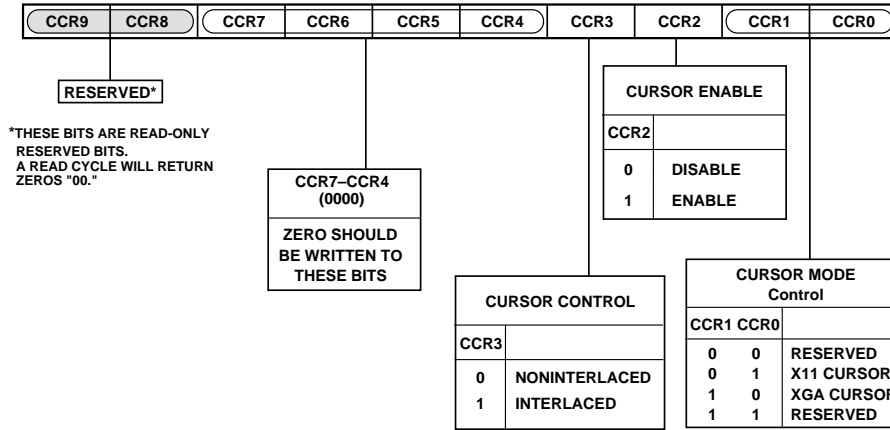 CCR9 CCR8 CCR7 CCR6 CCR5 CCR4 CCR3 CCR2 CCR1 CCR0
RESERVED*
*THESE BITS ARE READ-ONLY
RESERVED BITS.
A READ CYCLE WILL RETURN
ZEROS "00."
CCR7–CCR4
(0000)
ZERO SHOULD
BE WRITTEN TO
THESE BITS
CURSOR CONTROL
CCR3
0 NONINTERLACED
1 INTERLACED
CURSOR ENABLE
CCR2
0 DISABLE
1 ENABLE
CURSOR MODE
Control
CCR1 CCR0
0 0 RESERVED
0 1 X11 CURSOR
1 0 XGA CURSOR
1 1 RESERVED